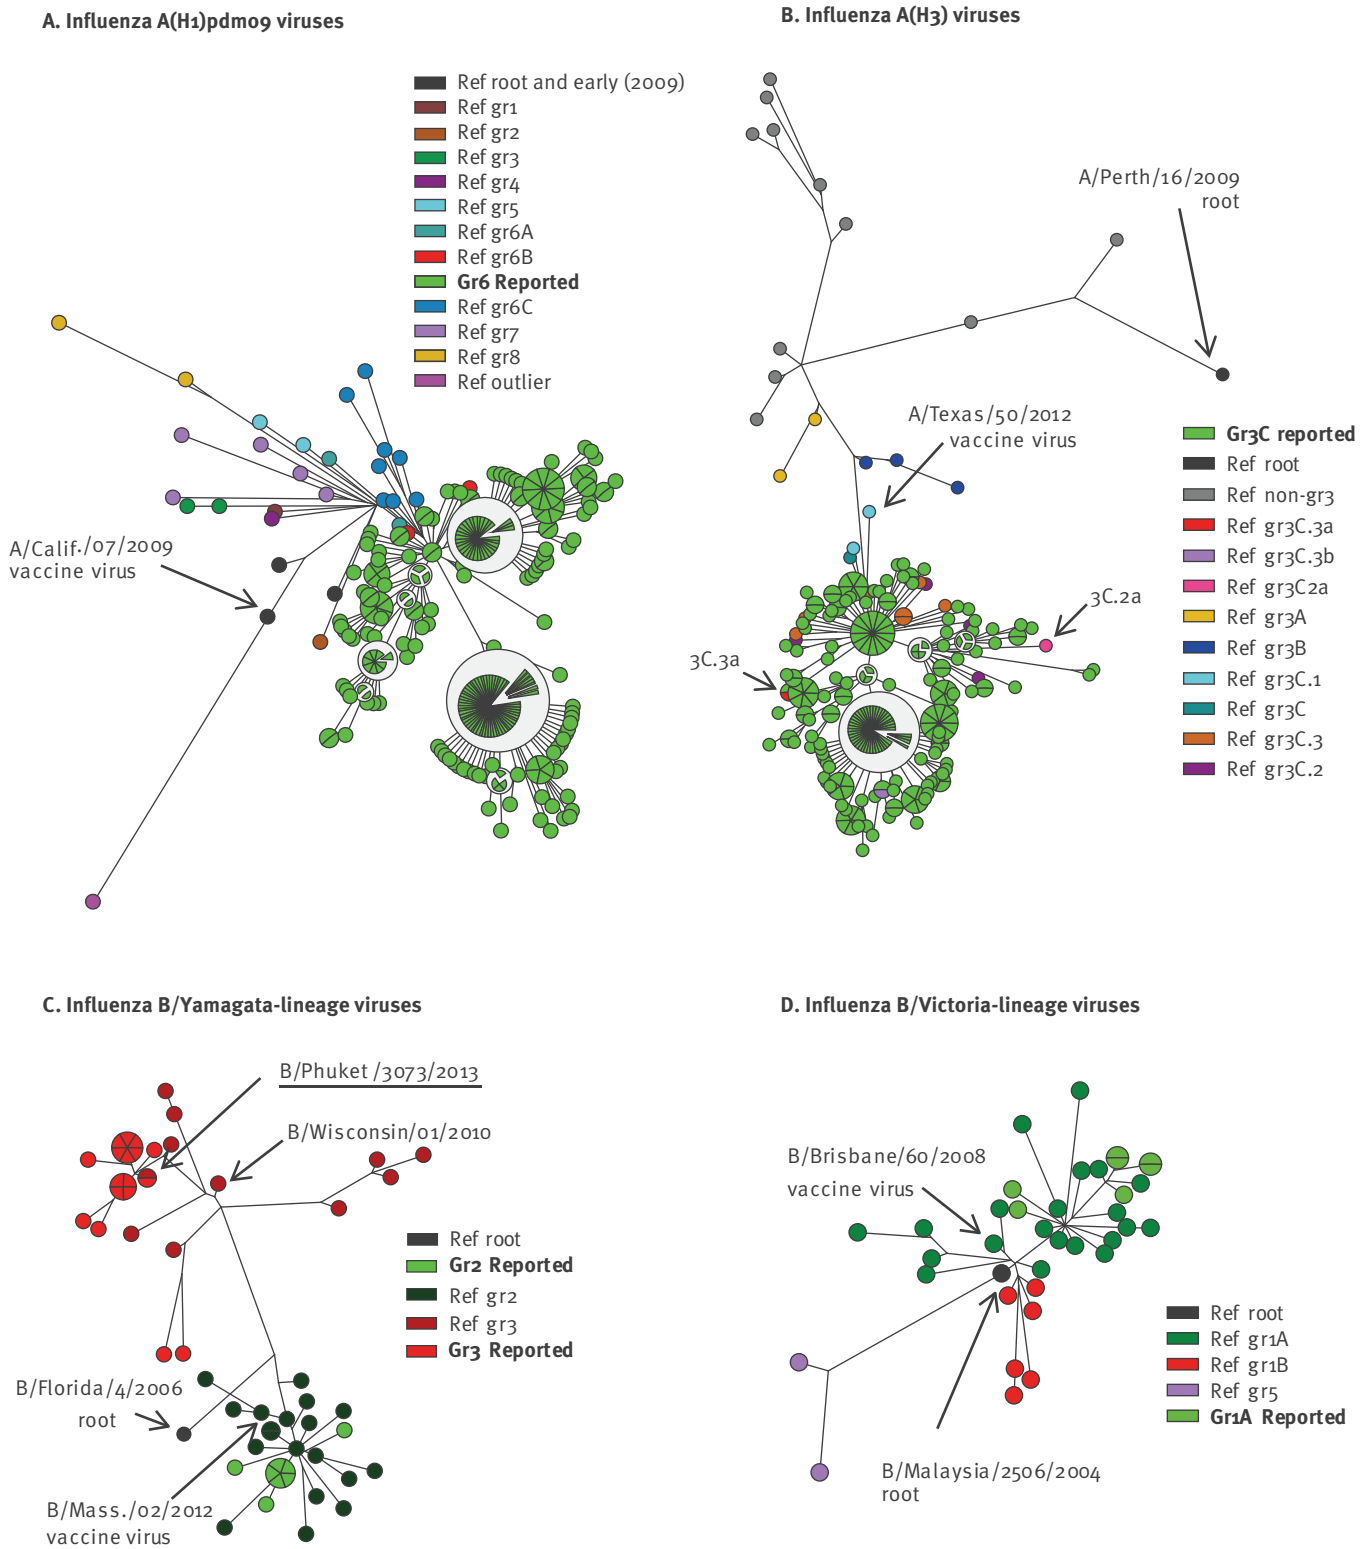 A. Influenza A(H1)pdm09 viruses
Ref root and early (2009)
Ref gr1
Ref gr2
Ref gr3
Ref gr4
Ref gr5
Ref gr6A
Ref gr6B
Gr6 Reported
Ref gr6C
Ref gr7
Ref gr8
Ref outlier
A/Calif./07/2009
vaccine virus
B. Influenza A(H3) viruses
A/Perth/16/2009
root
A/Texas/50/2012
vaccine virus
3C.2a
3C.3a
Gr3C reported
Ref root
Ref non-gr3
Ref gr3C.3a
Ref gr3C.3b
Ref gr3C2a
Ref gr3A
Ref gr3B
Ref gr3C.1
Ref gr3C
Ref gr3C.3
Ref gr3C.2
C. Influenza B/Yamagata-lineage viruses
B/Phuket /3073/2013
B/Wisconsin/01/2010
Ref root
Gr2 Reported
Ref gr2
Ref gr3
Gr3 Reported
B/Florida/4/2006
root
B/Mass./02/2012
vaccine virus
D. Influenza B/Victoria-lineage viruses
B/Brisbane/60/2008
vaccine virus
Ref root
Ref gr1A
Ref gr1B
Ref gr5
Gr1A Reported
B/Malaysia/2506/2004
root